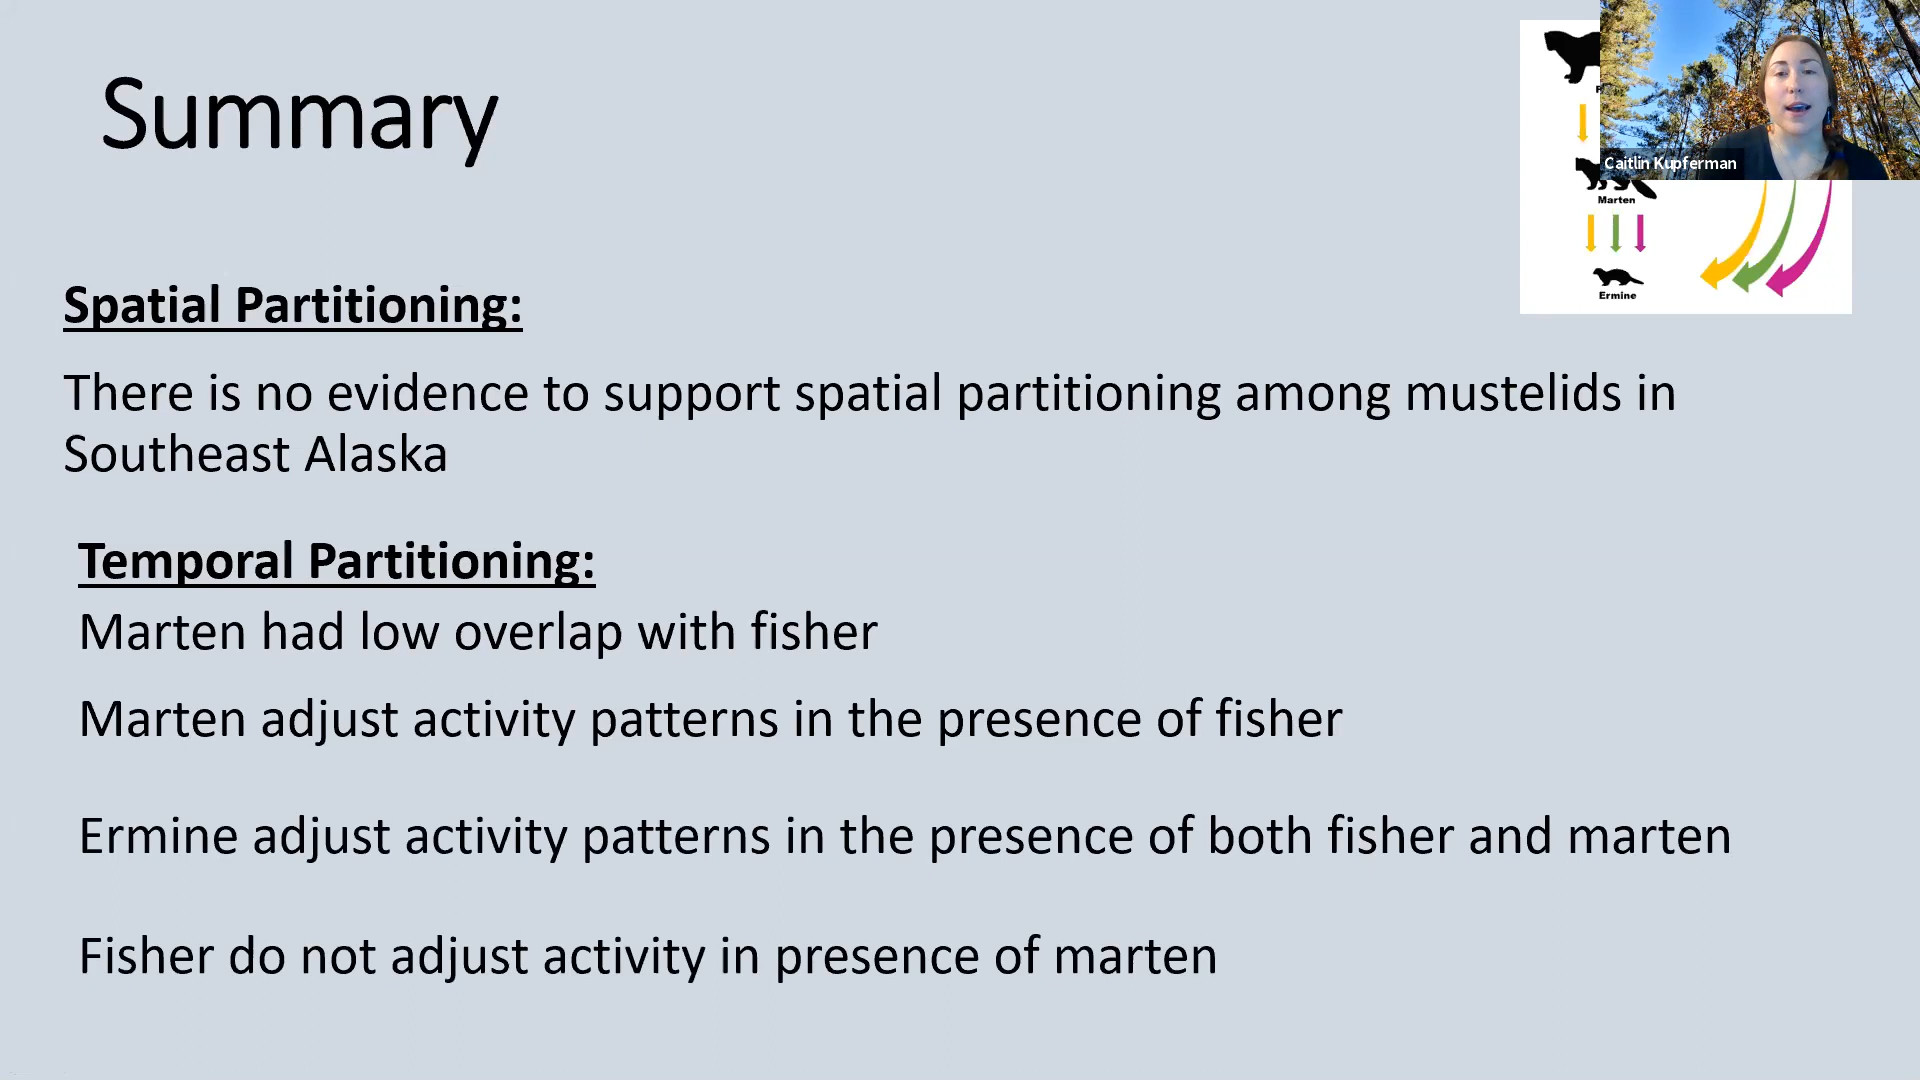 Summary
Caitlin Kupferman
Marten
Ermine
Spatial Partitioning:
There is no evidence to support spatial partitioning among mustelids in
Southeast Alaska
Temporal Partitioning:
Marten had low overlap with fisher
Marten adjust activity patterns in the presence of fisher
Ermine adjust activity patterns in the presence of both fisher and marten
Fisher do not adjust activity in presence of marten